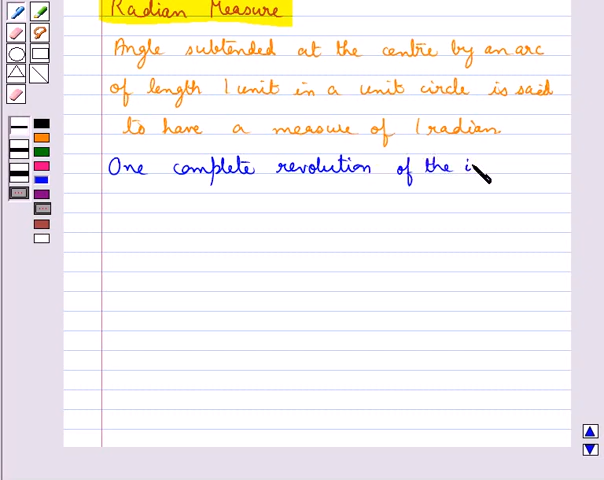 Radian Measure
Angle subtended at the centre by an arc
of length 1 unit in a unit circle is said
to have a measure of 1 radian.
One complete revolution of the i